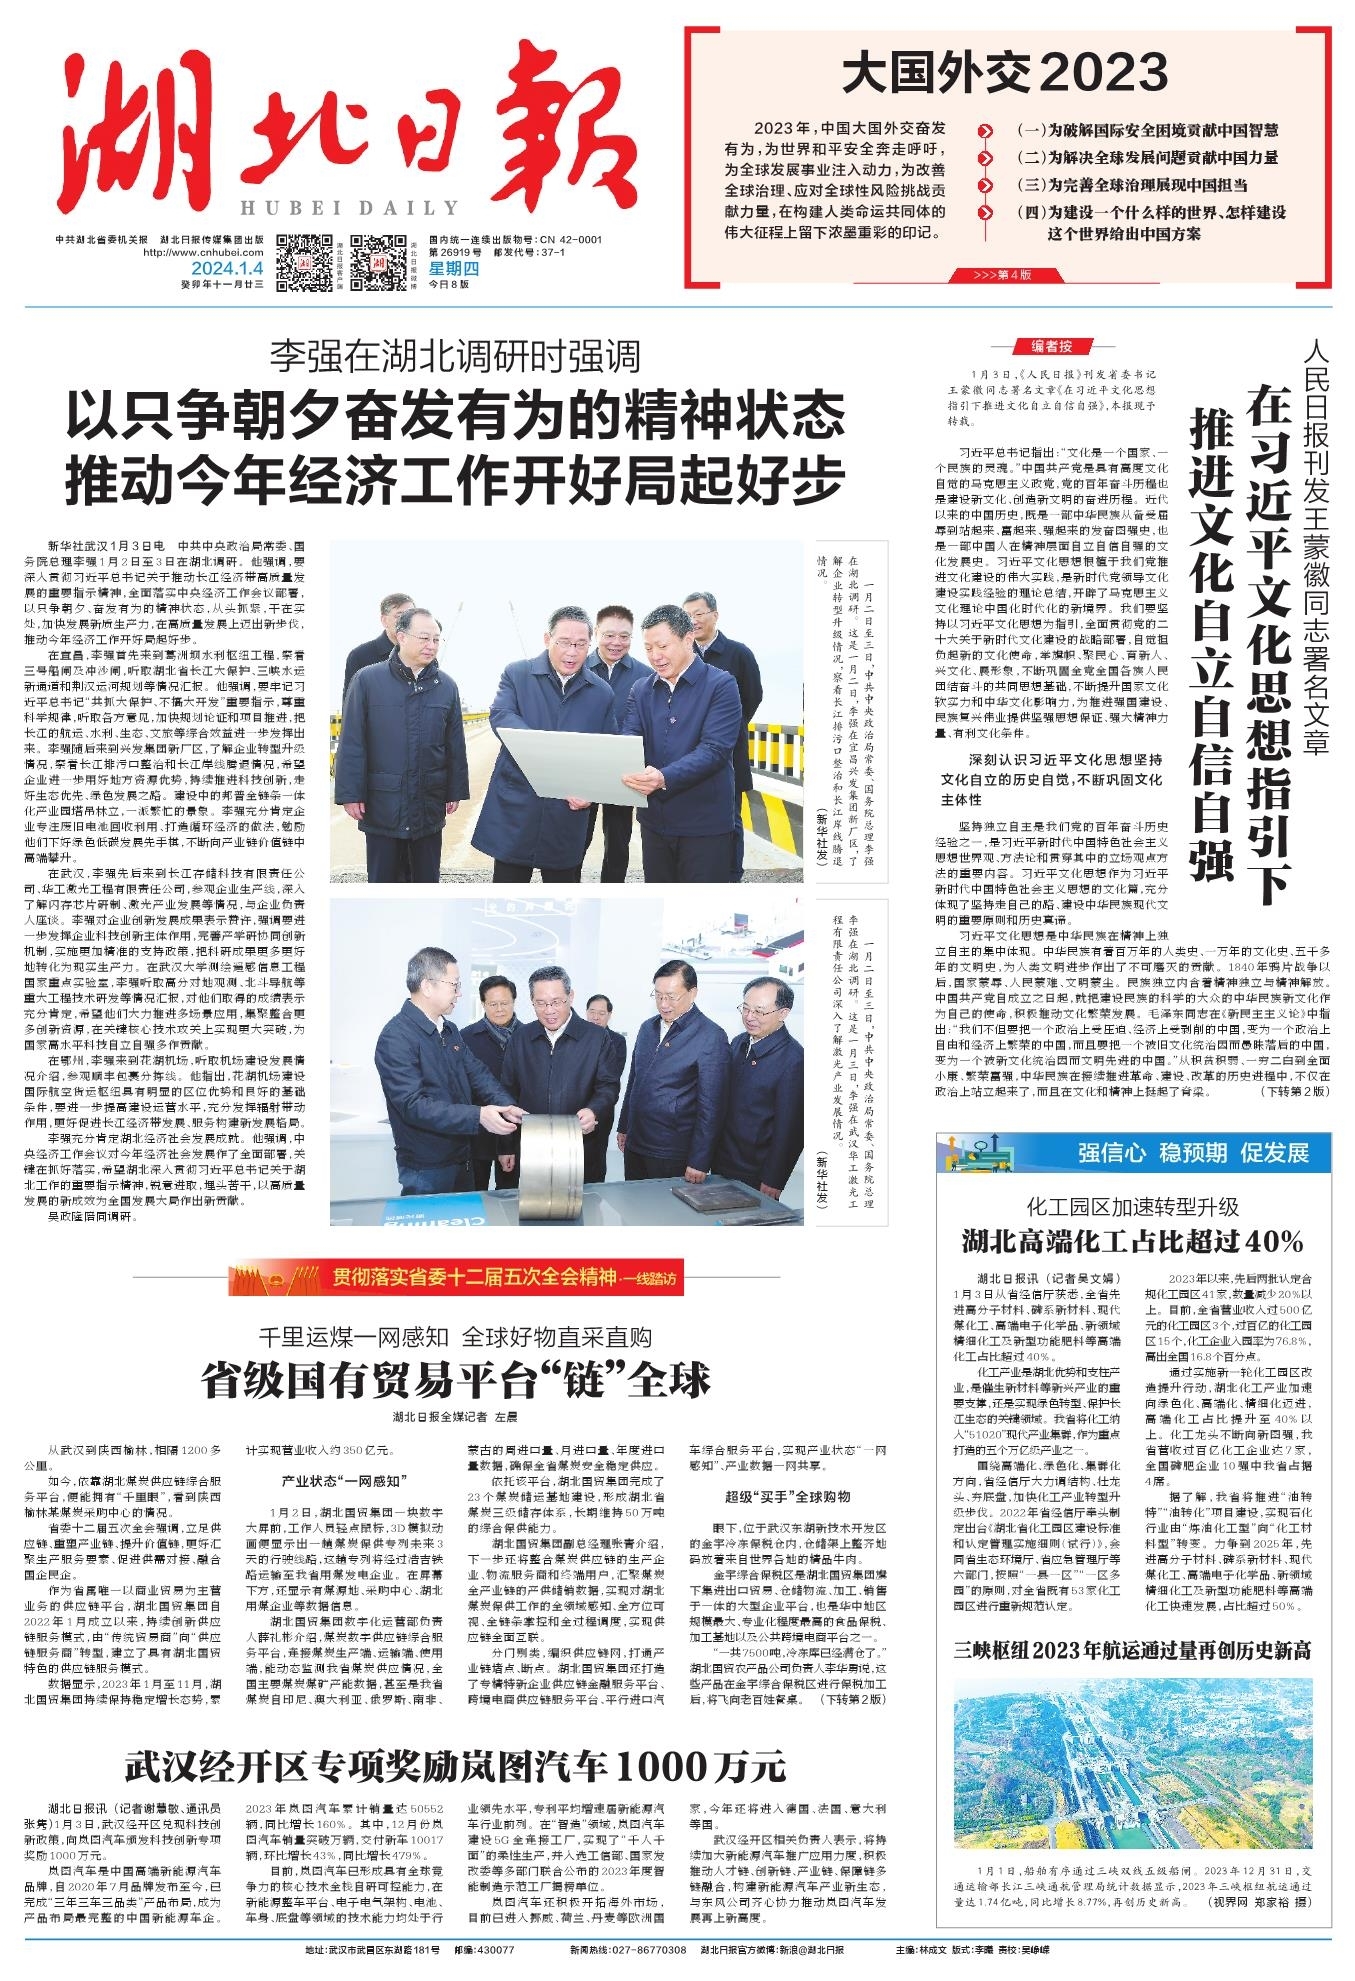 湖北日報
HUBEI DAILY
中共湖北省委机关报 湖北日报传媒集团出版
http://www.cnhubei.com
2024.1.4
癸卯年十一月廿三
湖北日报客户端
湖北日报微博
国内统一连续出版物号:CN 42-0001
第26919号 邮发代号:37-1
星期四
今日8版
大国外交2023
2023年,中国大国外交奋发
有为,为世界和平安全奔走呼吁,
为全球发展事业注入动力,为改善
全球治理、应对全球性风险挑战贡
献力量,在构建人类命运共同体的
伟大征程上留下浓墨重彩的印记。
(一)为破解国际安全困境贡献中国智慧
(二)为解决全球发展问题贡献中国力量
(三)为完善全球治理展现中国担当
(四)为建设一个什么样的世界、怎样建设
这个世界给出中国方案
>>>第4版
李强在湖北调研时强调
以只争朝夕奋发有为的精神状态
推动今年经济工作开好局起好步
新华社武汉1月3日电 中共中央政治局常委、国
务院总理李强1月2日至3日在湖北调研。他强调,要
深入贯彻习近平总书记关于推动长江经济带高质量发
展的重要指示精神,全面落实中央经济工作会议部署,
以只争朝夕、奋发有为的精神状态,从头抓紧,干在实
处,加快发展新质生产力,在高质量发展上迈出新步伐,
推动今年经济工作开好局起好步。
在宜昌,李强首先来到葛洲坝水利枢纽工程,察看
三号船闸及冲沙闸,听取湖北省长江大保护、三峡水运
新通道和荆汉运河规划等情况汇报。他强调,要牢记习
近平总书记“共抓大保护、不搞大开发”重要指示,尊重
科学规律,听取各方意见,加快规划论证和项目推进,把
长江的航运、水利、生态、文旅等综合效益进一步发挥出
来。李强随后来到兴发集团新厂区,了解企业转型升级
情况,察看长江排污口整治和长江岸线腾退情况,希望
企业进一步用好地方资源优势,持续推进科技创新,走
好生态优先、绿色发展之路。建设中的邦普全链条一体
化产业园塔吊林立,一派繁忙的景象。李强充分肯定企
业专注废旧电池回收利用、打造循环经济的做法,勉励
他们下好绿色低碳发展先手棋,不断向产业链价值链中
高端攀升。
在武汉,李强先后来到长江存储科技有限责任公
司、华工激光工程有限责任公司,参观企业生产线,深入
了解闪存芯片研制、激光产业发展等情况,与企业负责
人座谈。李强对企业创新发展成果表示赞许,强调要进
一步发挥企业科技创新主体作用,完善产学研协同创新
机制,实施更加精准的支持政策,把科研成果更多更好
地转化为现实生产力。在武汉大学测绘遥感信息工程
国家重点实验室,李强听取高分对地观测、北斗导航等
重大工程技术研发等情况汇报,对他们取得的成绩表示
充分肯定,希望他们大力推进多场景应用,集聚整合更
多创新资源,在关键核心技术攻关上实现更大突破,为
国家高水平科技自立自强多作贡献。
在鄂州,李强来到花湖机场,听取机场建设发展情
况介绍,参观顺丰包裹分拣线。他指出,花湖机场建设
国际航空货运枢纽具有明显的区位优势和良好的基础
条件,要进一步提高建设运营水平,充分发挥辐射带动
作用,更好促进长江经济带发展、服务构建新发展格局。
李强充分肯定湖北经济社会发展成就。他强调,中
央经济工作会议对今年经济社会发展作了全面部署,关
键在抓好落实,希望湖北深入贯彻习近平总书记关于湖
北工作的重要指示精神,锐意进取,埋头苦干,以高质量
发展的新成效为全国发展大局作出新贡献。
吴政隆陪同调研。
一月二日至三日,中共中央政治局常委、国务院总理李强
在湖北调研。这是一月二日,李强在宜昌兴发集团新厂区,了
解企业转型升级情况,察看长江排污口整治和长江岸线腾退
情况。
(新华社发)
一月二日至三日,中共中央政治局常委、国务院总理
李强在湖北调研。这是一月三日,李强在武汉华工激光工
程有限责任公司深入了解激光产业发展情况。
(新华社发)
Cleaning
编者按
1月3日,《人民日报》刊发省委书记
王蒙徽同志署名文章《在习近平文化思想
指引下推进文化自立自信自强》,本报现予
转载。
人民日报刊发王蒙徽同志署名文章
在习近平文化思想指引下
推进文化自立自信自强
习近平总书记指出:“文化是一个国家、一
个民族的灵魂。”中国共产党是具有高度文化
自觉的马克思主义政党,党的百年奋斗历程也
是建设新文化、创造新文明的奋进历程。近代
以来的中国历史,既是一部中华民族从备受屈
辱到站起来、富起来、强起来的发奋图强史,也
是一部中国人在精神层面自立自信自强的文
化发展史。习近平文化思想根植于我们党推
进文化建设的伟大实践,是新时代党领导文化
建设实践经验的理论总结,开辟了马克思主义
文化理论中国化时代化的新境界。我们要坚
持以习近平文化思想为指引,全面贯彻党的二
十大关于新时代文化建设的战略部署,自觉担
负起新的文化使命,举旗帜、聚民心、育新人、
兴文化、展形象,不断巩固全党全国各族人民
团结奋斗的共同思想基础,不断提升国家文化
软实力和中华文化影响力,为推进强国建设、
民族复兴伟业提供坚强思想保证、强大精神力
量、有利文化条件。
深刻认识习近平文化思想坚持
文化自立的历史自觉,不断巩固文化
主体性
坚持独立自主是我们党的百年奋斗历史
经验之一,是习近平新时代中国特色社会主义
思想世界观、方法论和贯穿其中的立场观点方
法的重要内容。习近平文化思想作为习近平
新时代中国特色社会主义思想的文化篇,充分
体现了坚持走自己的路、建设中华民族现代文
明的重要原则和历史真谛。
习近平文化思想是中华民族在精神上独
立自主的集中体现。中华民族有着百万年的人类史、一万年的文化史、五千多
年的文明史,为人类文明进步作出了不可磨灭的贡献。1840年鸦片战争以
后,国家蒙辱、人民蒙难、文明蒙尘。民族独立内含着精神独立与精神解放。
中国共产党自成立之日起,就把建设民族的科学的大众的中华民族新文化作
为自己的使命,积极推动文化繁荣发展。毛泽东同志在《新民主主义论》中指
出:“我们不但要把一个政治上受压迫、经济上受剥削的中国,变为一个政治上
自由和经济上繁荣的中国,而且要把一个被旧文化统治因而愚昧落后的中国,
变为一个被新文化统治因而文明先进的中国。”从积贫积弱、一穷二白到全面
小康、繁荣富强,中华民族在接续推进革命、建设、改革的历史进程中,不仅在
政治上站立起来了,而且在文化和精神上挺起了脊梁。 (下转第2版)
强信心 稳预期 促发展
化工园区加速转型升级
湖北高端化工占比超过40%
湖北日报讯(记者吴文娟)
1月3日从省经信厅获悉,全省先
进高分子材料、磷系新材料、现代
煤化工、高端电子化学品、新领域
精细化工及新型功能肥料等高端
化工占比超过40%。
化工产业是湖北优势和支柱产
业,是催生新材料等新兴产业的重
要支撑,还是实现绿色转型、保护长
江生态的关键领域。我省将化工纳
入“51020”现代产业集群,作为重点
打造的五个万亿级产业之一。
围绕高端化、绿色化、集群化
方向,省经信厅大力调结构、壮龙
头、夯底盘,加快化工产业转型升
级步伐。2022年省经信厅牵头制
定出台《湖北省化工园区建设标准
和认定管理实施细则(试行)》,会
同省生态环境厅、省应急管理厅等
六部门,按照“一县一区”“一区多
园”的原则,对全省既有53家化工
园区进行重新规范认定。
2023年以来,先后两批认定合
规化工园区41家,数量减少20%以
上。目前,全省营业收入过500亿
元的化工园区3个,过百亿的化工园
区15个,化工企业入园率为76.8%,
高出全国16.8个百分点。
通过实施新一轮化工园区改
造提升行动,湖北化工产业加速
向绿色化、高端化、精细化迈进,
高端化工占比提升至40%以
上。化工龙头不断向新图强,我
省营收过百亿化工企业达7家,
全国磷肥企业10强中我省占据
4席。
据了解,我省将推进“油转
特”“油转化”项目建设,实现石化
行业由“炼油化工型”向“化工材
料型”转变。力争到2025年,先
进高分子材料、磷系新材料、现代
煤化工、高端电子化学品、新领域
精细化工及新型功能肥料等高端
化工快速发展,占比超过50%。
三峡枢纽2023年航运通过量再创历史新高
1月1日,船舶有序通过三峡双线五级船闸。2023年12月31日,交
通运输部长江三峡通航管理局统计数据显示,2023年三峡枢纽航运通过
量达1.74亿吨,同比增长8.77%,再创历史新高。 (视界网 郑家裕 摄)
贯彻落实省委十二届五次全会精神·一线踏访
千里运煤一网感知 全球好物直采直购
省级国有贸易平台“链”全球
湖北日报全媒记者 左晨
从武汉到陕西榆林,相隔1200多
公里。
如今,依靠湖北煤炭供应链综合服
务平台,便能拥有“千里眼”,看到陕西
榆林某煤炭采购中心的情况。
省委十二届五次全会强调,立足供
应链、重塑产业链、提升价值链,更好汇
聚生产服务要素、促进供需对接、融合
国企民企。
作为省属唯一以商业贸易为主营
业务的供应链平台,湖北国贸集团自
2022年1月成立以来,持续创新供应
链服务模式,由“传统贸易商”向“供应
链服务商”转型,建立了具有湖北国贸
特色的供应链服务模式。
数据显示,2023年1月至11月,湖
北国贸集团持续保持稳定增长态势,累
计实现营业收入约350亿元。
产业状态“一网感知”
1月2日,湖北国贸集团一块数字
大屏前,工作人员轻点鼠标,3D模拟动
画便显示出一趟煤炭保供专列未来3
天的行驶线路,这趟专列将经过浩吉铁
路运输至我省用煤发电企业。在屏幕
下方,还显示有煤源地、采购中心、湖北
用煤企业等数据信息。
湖北国贸集团数字化运营部负责
人薛礼彬介绍,煤炭数字供应链综合服
务平台,连接煤炭生产端、运输端、使用
端,能动态监测我省煤炭供应情况,全
国主要煤炭煤矿产能数据,甚至是我省
煤炭自印尼、澳大利亚、俄罗斯、南非、
蒙古的周进口量、月进口量、年度进口
量数据,确保全省煤炭安全稳定供应。
依托该平台,湖北国贸集团完成了
23个煤炭储运基地建设,形成湖北省
煤炭三级储存体系,长期维持50万吨
的综合保供能力。
湖北国贸集团副总经理张青介绍,
下一步还将整合煤炭供应链的生产企
业、物流服务商和终端用户,汇聚煤炭
全产业链的产供储销数据,实现对湖北
煤炭保供工作的全领域感知、全方位可
视、全链条掌控和全过程调度,实现供
应链全面互联。
分门别类,编织供应链网,打通产
业链堵点、断点。湖北国贸集团还打造
了专精特新企业供应链金融服务平台、
跨境电商供应链服务平台、平行进口汽
车综合服务平台,实现产业状态“一网
感知”、产业数据一网共享。
超级“买手”全球购物
眼下,位于武汉东湖新技术开发区
的金宇冷冻保税仓内,仓储架上整齐地
码放着来自世界各地的精品牛肉。
金宇综合保税区是湖北国贸集团旗
下集进出口贸易、仓储物流、加工、销售
于一体的大型企业平台,也是华中地区
规模最大、专业化程度最高的食品保税、
加工基地以及公共跨境电商平台之一。
“一共7500吨,冷冻库已经满仓了。”
湖北国贸农产品公司负责人李华勇说,这
些产品在金宇综合保税区进行保税加工
后,将飞向老百姓餐桌。 (下转第2版)
武汉经开区专项奖励岚图汽车1000万元
湖北日报讯(记者谢慧敏、通讯员
张隽)1月3日,武汉经开区兑现科技创
新政策,向岚图汽车颁发科技创新专项
奖励1000万元。
岚图汽车是中国高端新能源汽车
品牌,自2020年7月品牌发布至今,已
完成“三年三车三品类”产品布局,成为
产品布局最完整的中国新能源车企。
2023年岚图汽车累计销量达50552
辆,同比增长160%。其中,12月份岚
图汽车销量突破万辆,交付新车10017
辆,环比增长43%,同比增长479%。
目前,岚图汽车已形成具有全球竞
争力的核心技术全栈自研可控能力,在
新能源整车平台、电子电气架构、电池、
车身、底盘等领域的技术能力均处于行
业领先水平,专利平均增速居新能源汽
车行业前列。在“智造”领域,岚图汽车
建设5G全连接工厂,实现了“千人千
面”的柔性生产,并入选工信部、国家发
改委等多部门联合公布的2023年度智
能制造示范工厂揭榜单位。
岚图汽车还积极开拓海外市场,
目前已进入挪威、荷兰、丹麦等欧洲国
家,今年还将进入德国、法国、意大利
等国。
武汉经开区相关负责人表示,将持
续加大新能源汽车推广应用力度,积极
推动人才链、创新链、产业链、保障链多
链融合,构建新能源汽车产业新生态,
与东风公司齐心协力推动岚图汽车发
展再上新高度。
地址:武汉市武昌区东湖路181号 邮编:430077 新闻热线:027-86770308 湖北日报官方微博:新浪@湖北日报 主编:林成文 版式:李曦 责校:吴峥嵘